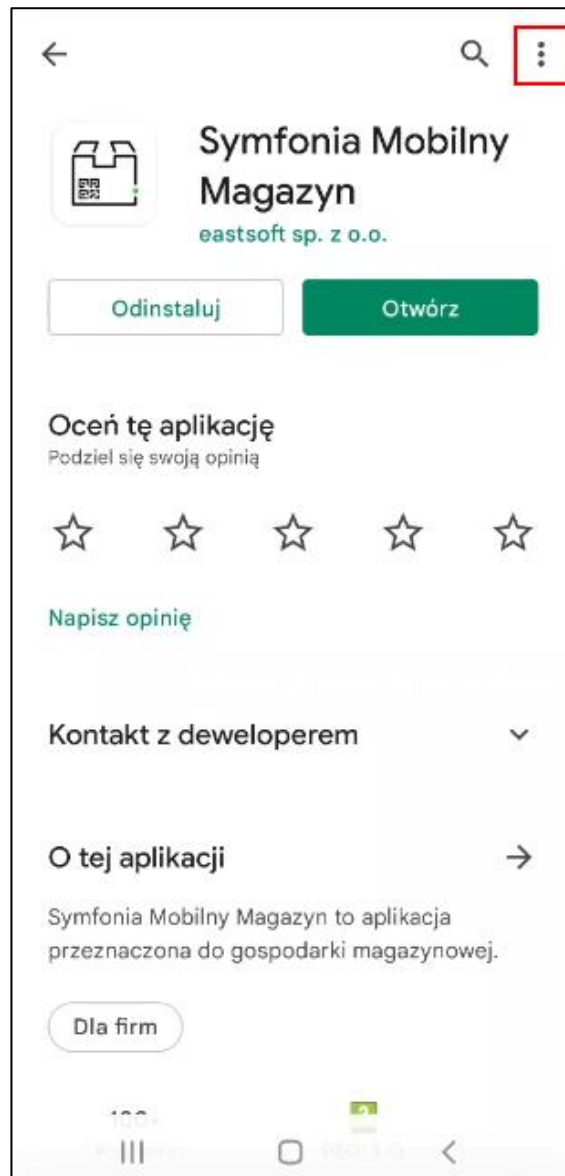 Symfonia Mobilny
Magazyn
eastsoft sp. z o.o.
Odinstaluj
Otwórz
Oceń tę aplikację
Podziel się swoją opinią
Napisz opinię
Kontakt z deweloperem
O tej aplikacji
Symfonia Mobilny Magazyn to aplikacja
przeznaczona do gospodarki magazynowej.
Dla firm